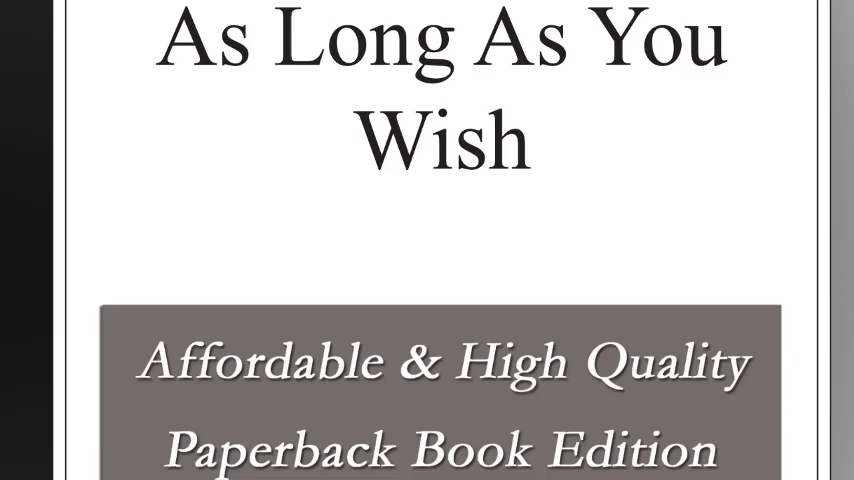 As Long As You
Wish
Affordable & High Quality
Paperback Book Edition